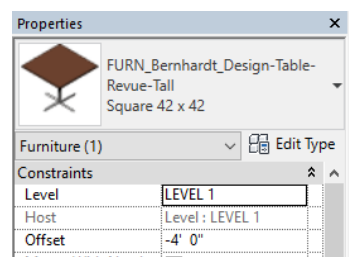 Properties
FURN_Bernhardt_Design-Table-
Revue-Tall
Square 42 x 42
Furniture (1)
Edit Type
Constraints
Level LEVEL 1
Host Level : LEVEL 1
Offset -4' 0"